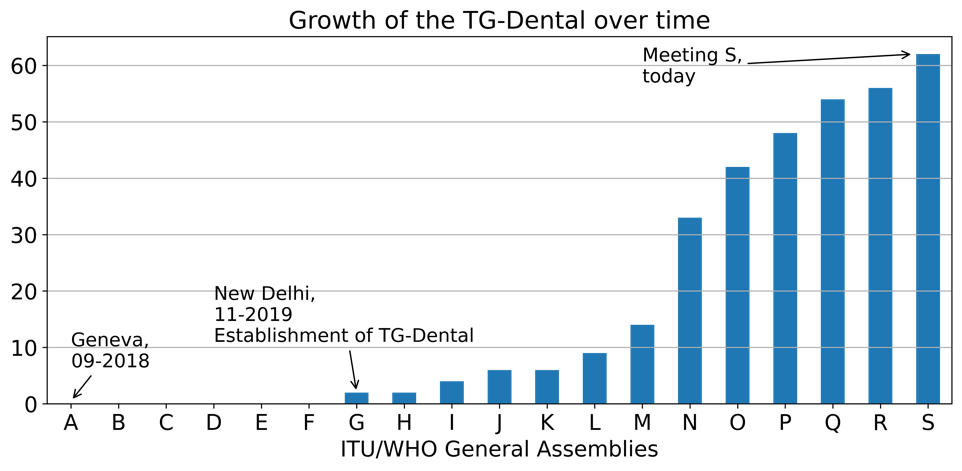 Growth of the TG-Dental over time
60
50
40
30
20
10
0
Meeting S,
today
New Delhi,
11-2019
Establishment of TG-Dental
Geneva,
09-2018
A B C D E F G H I J K L M N O P Q R S
ITU/WHO General Assemblies